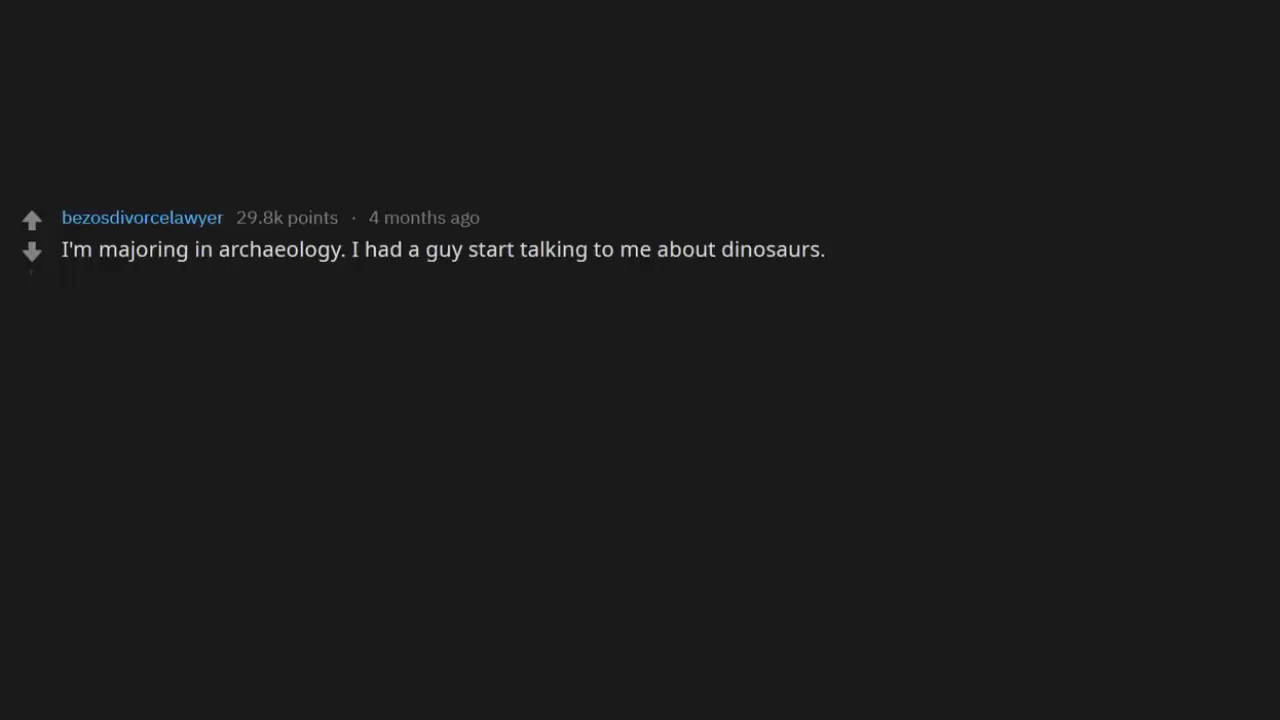 bezosdivorcelawyer 29.8k points · 4 months ago
I'm majoring in archaeology. I had a guy start talking to me about dinosaurs.